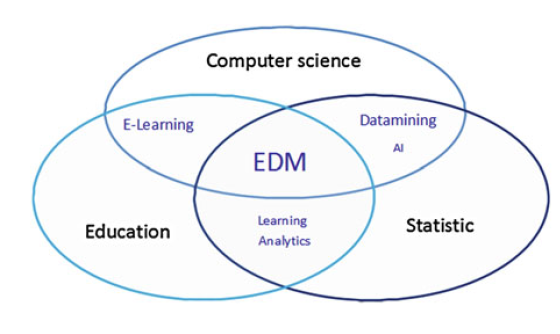 Computer science
E-Learning
Datamining
AI
EDM
Learning
Analytics
Education
Statistic